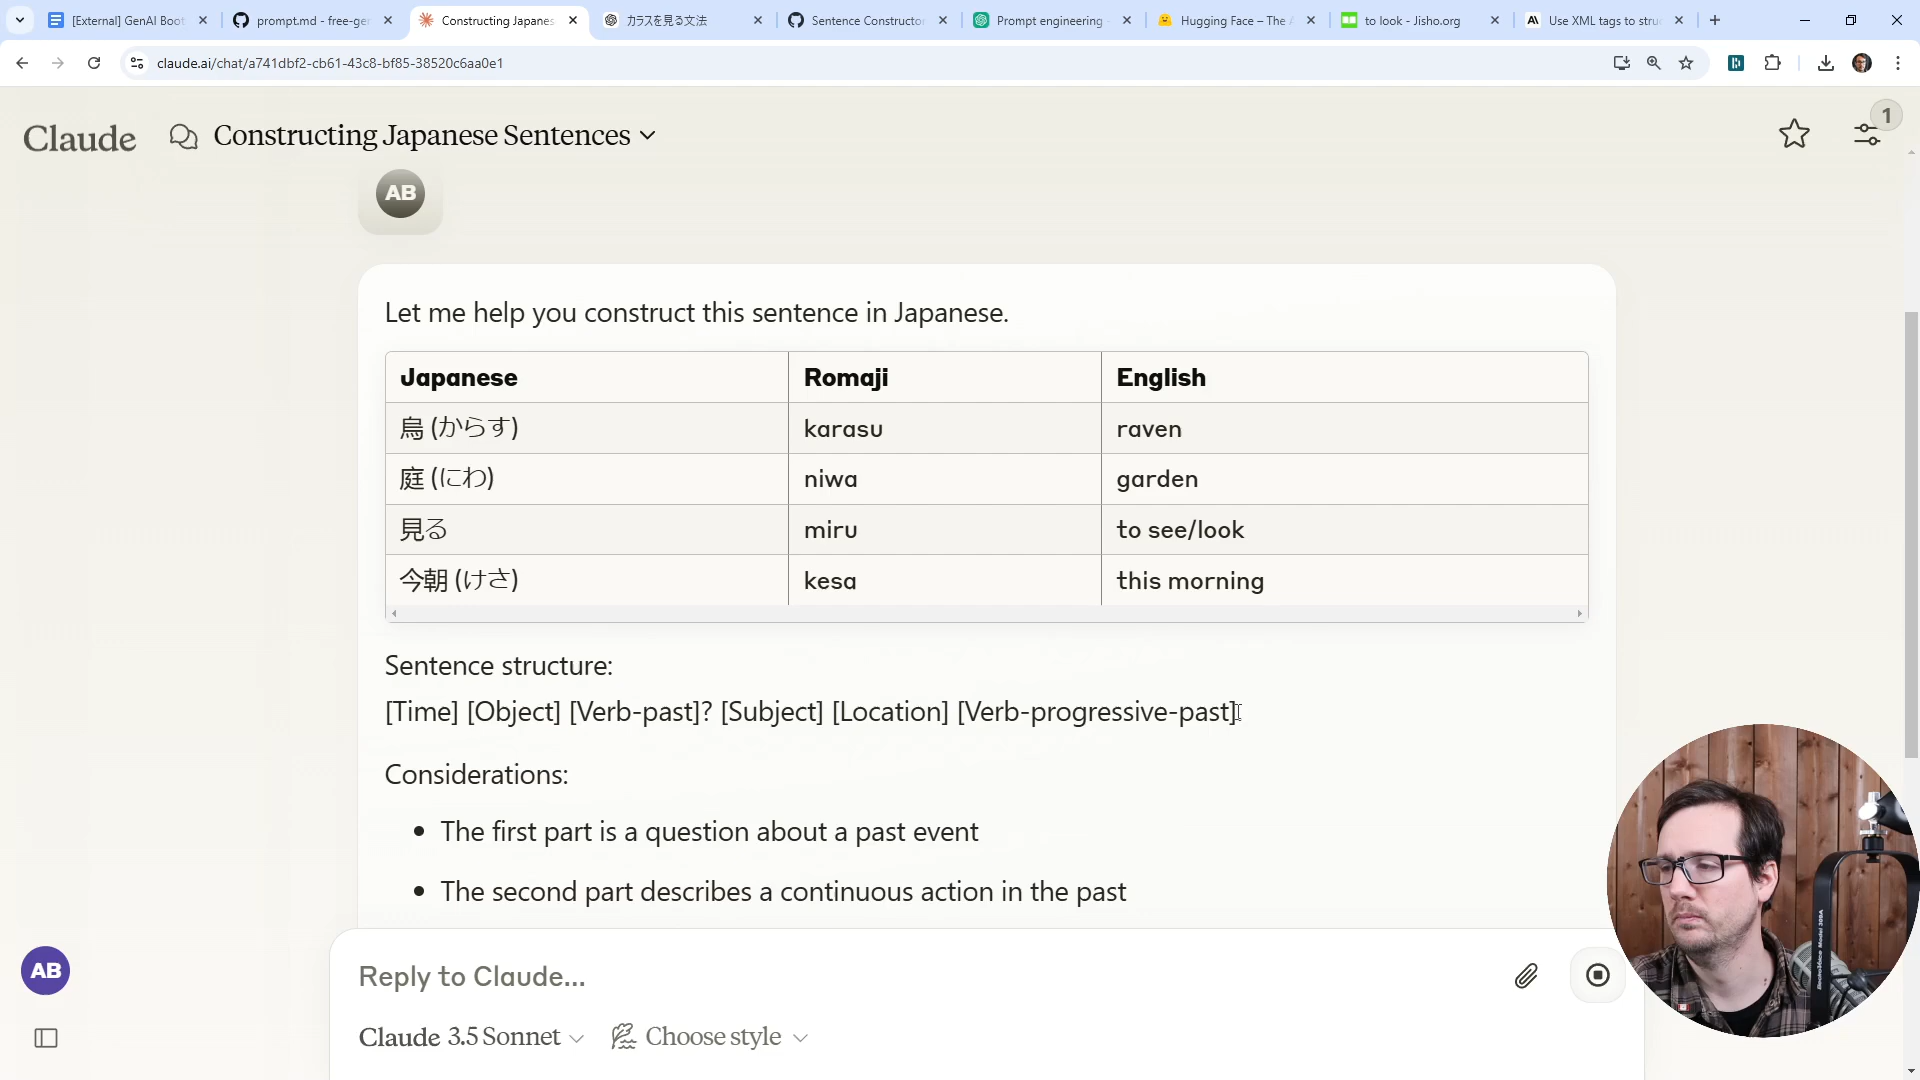 [External] GenAI Boot
prompt.md - free-ger
Constructing Japanes
カラスを見る文法
Sentence Constructor
Prompt engineering -
Hugging Face – The A
to look - Jisho.org
Use XML tags to stru
claude.ai/chat/a741dbf2-cb61-43c8-bf85-38520c6aa0e1
Claude
Constructing Japanese Sentences
1
AB
Let me help you construct this sentence in Japanese.
Japanese Romaji English
烏 (からす) karasu raven
庭 (にわ) niwa garden
見る miru to see/look
今朝 (けさ) kesa this morning
Sentence structure:
[Time] [Object] [Verb-past]? [Subject] [Location] [Verb-progressive-past]
Considerations:
• The first part is a question about a past event
• The second part describes a continuous action in the past
AB
Reply to Claude...
Claude 3.5 Sonnet Choose style